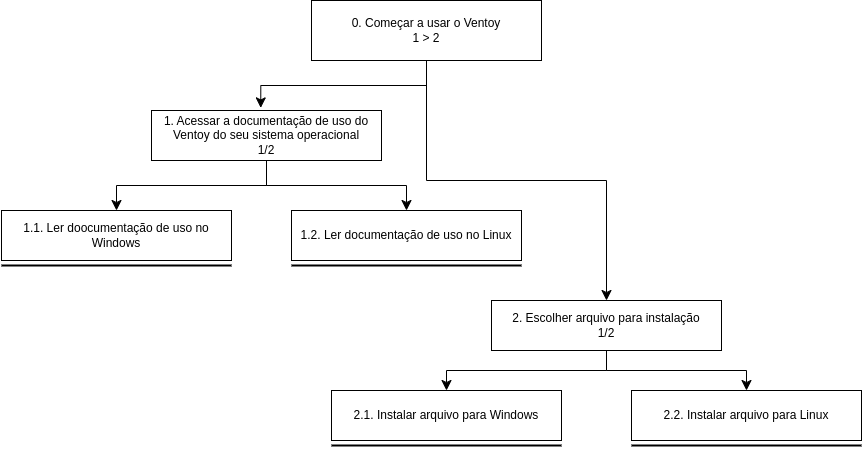 0. Começar a usar o Ventoy
1 > 2
1. Acessar a documentação de uso do
Ventoy do seu sistema operacional
1/2
1.1. Ler doocumentação de uso no
Windows
1.2. Ler documentação de uso no Linux
2. Escolher arquivo para instalação
1/2
2.1. Instalar arquivo para Windows
2.2. Instalar arquivo para Linux